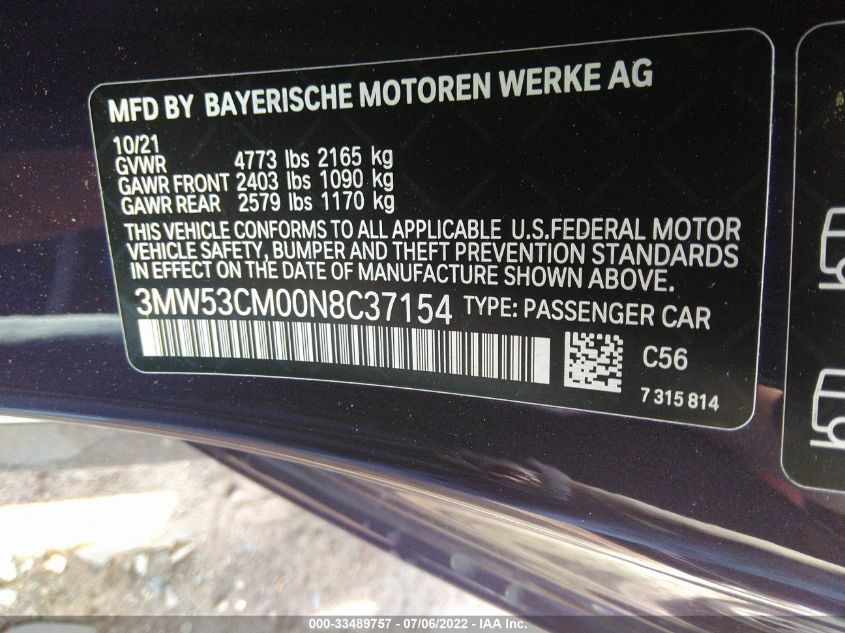 MFD BY BAYERISCHE MOTOREN WERKE AG
10/21
GVWR 4773 lbs 2165 kg
GAWR FRONT 2403 lbs 1090 kg
GAWR REAR 2579 lbs 1170 kg
THIS VEHICLE CONFORMS TO ALL APPLICABLE U.S.FEDERAL MOTOR
VEHICLE SAFETY, BUMPER AND THEFT PREVENTION STANDARDS
IN EFFECT ON THE DATE OF MANUFACTURE SHOWN ABOVE.
3MW53CM00N8C37154 TYPE: PASSENGER CAR
C56
7 315 814
000-33489757 - 07/06/2022 - IAA Inc.